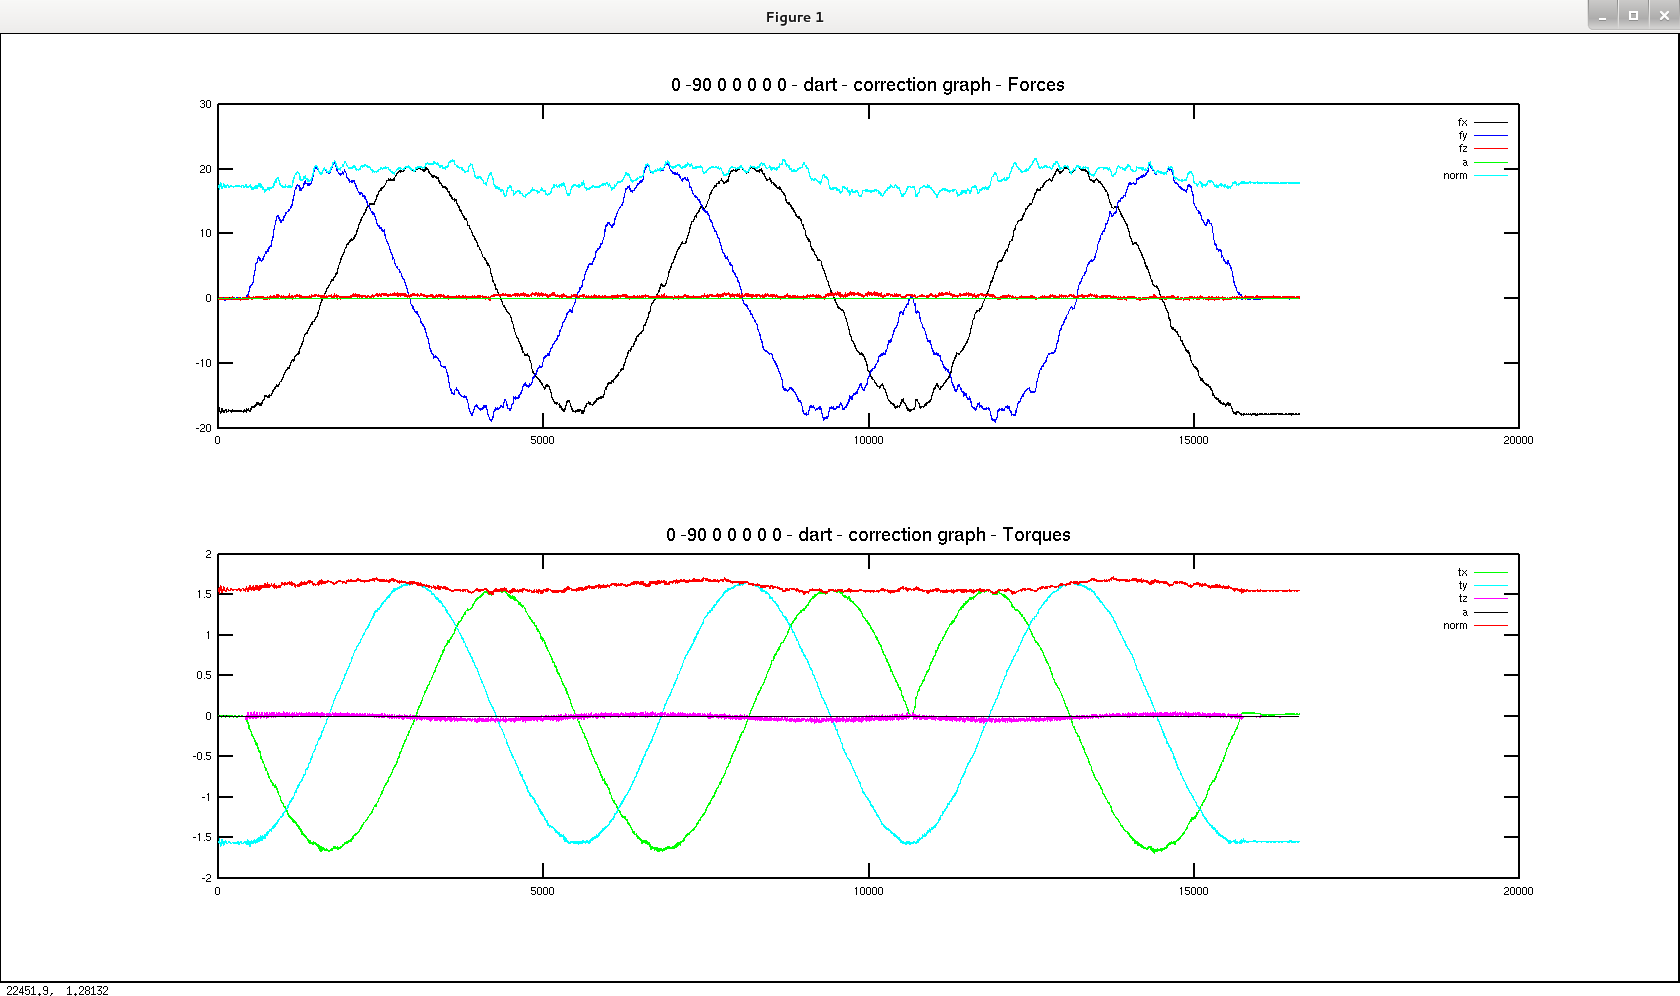 Figure 1
0 -90 0 0 0 0 0 - dart - correction graph - Forces
30
20
10
0
-10
-20
0 5000 10000 15000 20000
fx
fy
fz
a
norm
0 -90 0 0 0 0 0 - dart - correction graph - Torques
2
1.5
1
0.5
0
-0.5
-1
-1.5
-2
0 5000 10000 15000 20000
tx
ty
tz
a
norm
22451.9, 1.28132